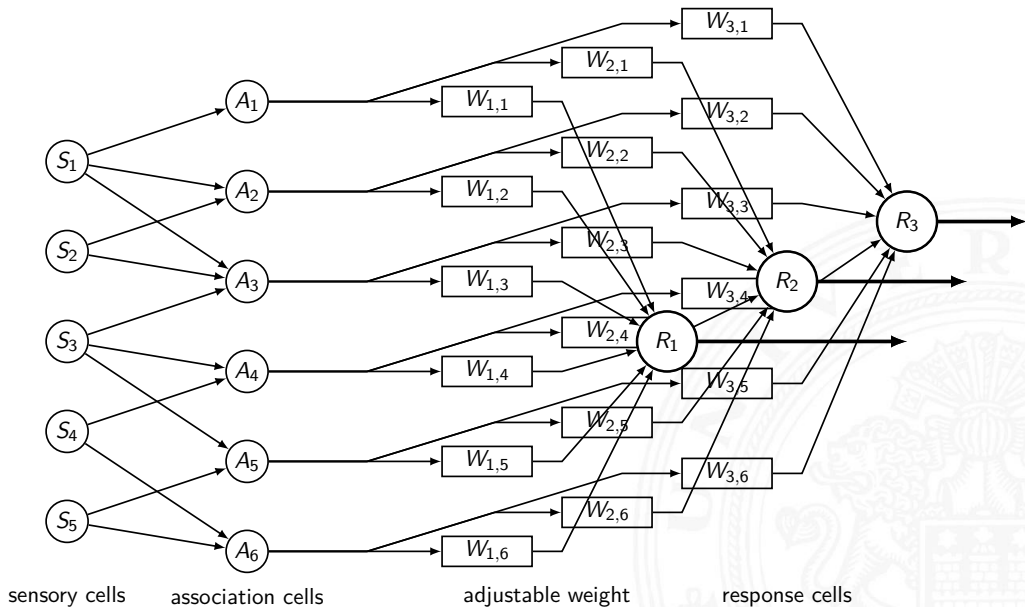 W3,1
W2,1
A1
W1,1
W3,2
W2,2
S1
A2
W1,2
W3,3
R3
W2,3
S2
A3
W1,3
R2
W3,4
W2,4
S3
R1
A4
W1,4
W3,5
W2,5
S4
A5
W1,5
W3,6
W2,6
S5
A6
W1,6
sensory cells
association cells
adjustable weight
response cells